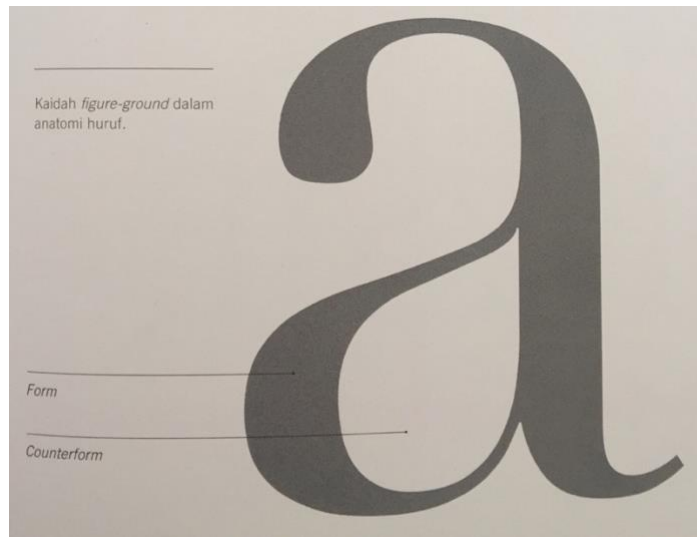 Kaidah figure-ground dalam
anatomi huruf.
a
Form
Counterform